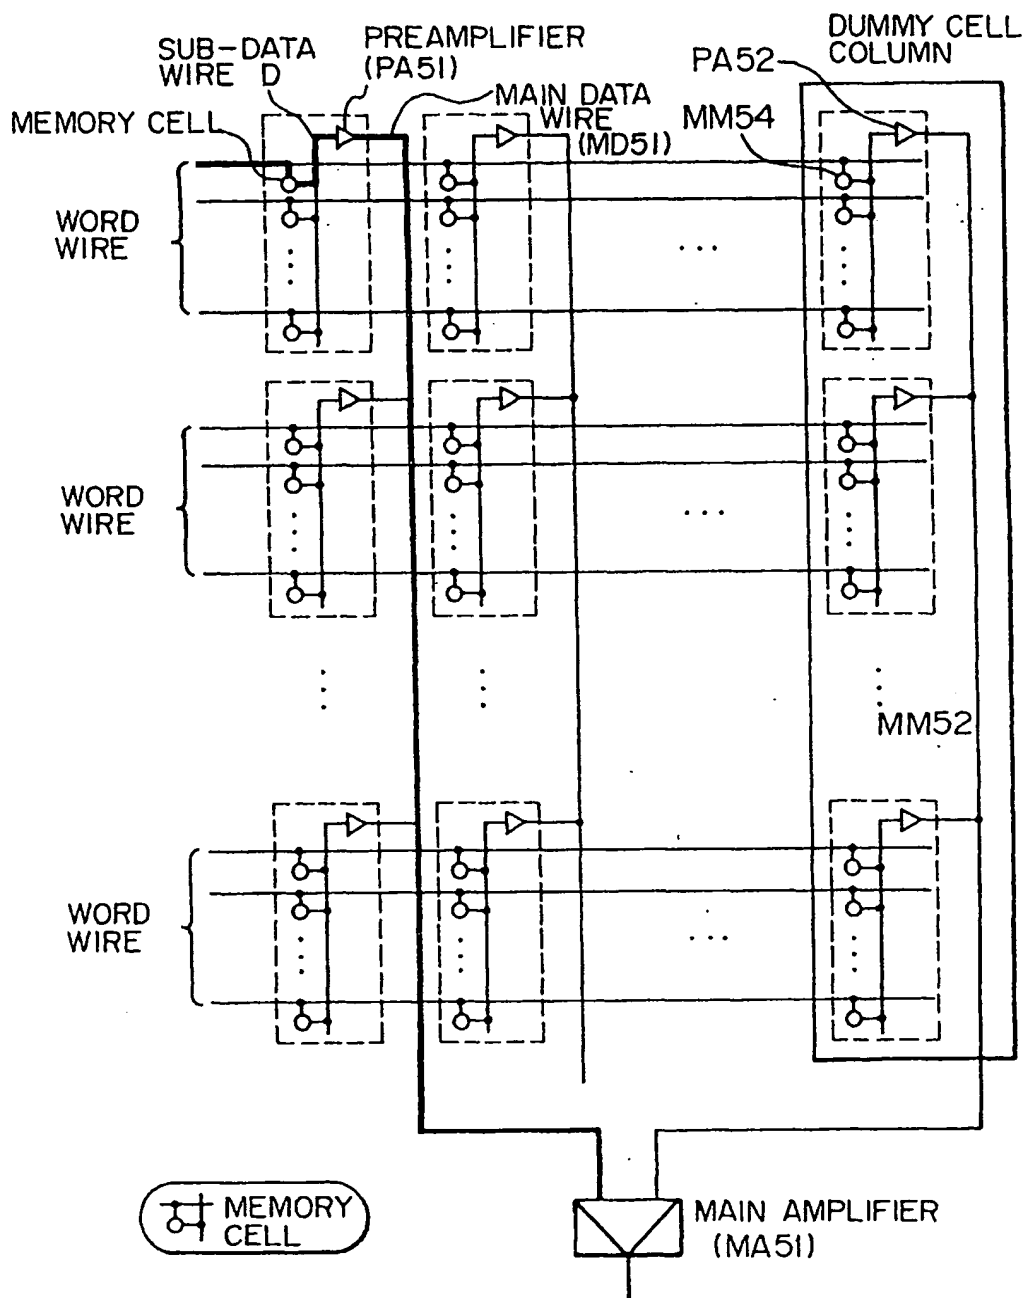 DUMMY CELL
COLUMN
SUB-DATA
WIRE D
PREAMPLIFIER
(PA51)
PA52
MAIN DATA
WIRE
(MD51)
MM54
MEMORY CELL
WORD
WIRE
WORD
WIRE
MM52
WORD
WIRE
MEMORY
CELL
MAIN AMPLIFIER
(MA51)